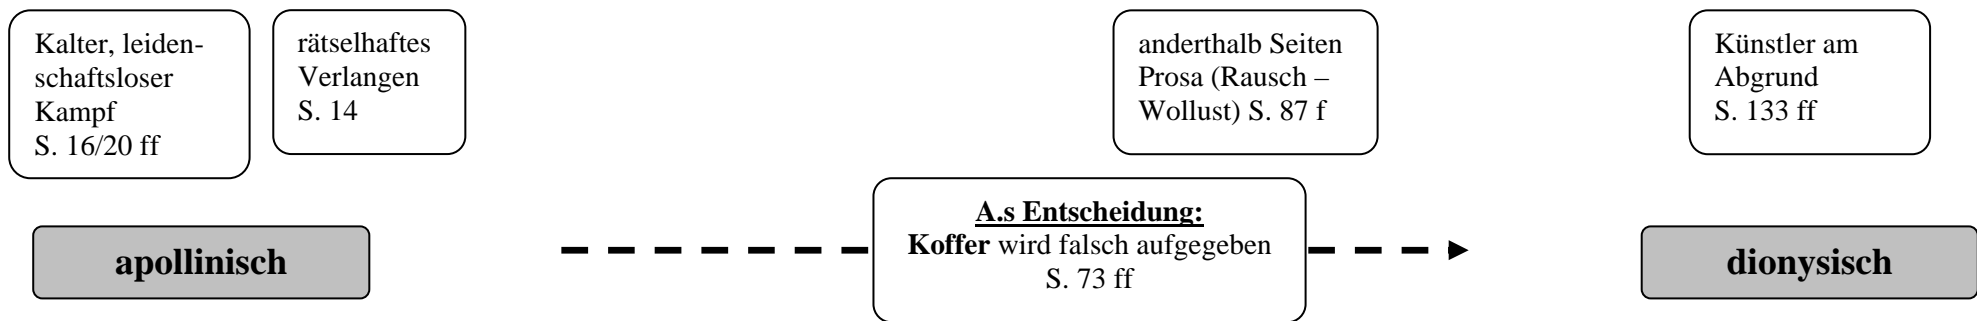 Kalter, leiden-
schaftsloser
Kampf
S. 16/20 ff
rätselhaftes
Verlangen
S. 14
anderthalb Seiten
Prosa (Rausch –
Wollust) S. 87 f
Künstler am
Abgrund
S. 133 ff
apollinisch
A.s Entscheidung:
Koffer wird falsch aufgegeben
S. 73 ff
dionysisch